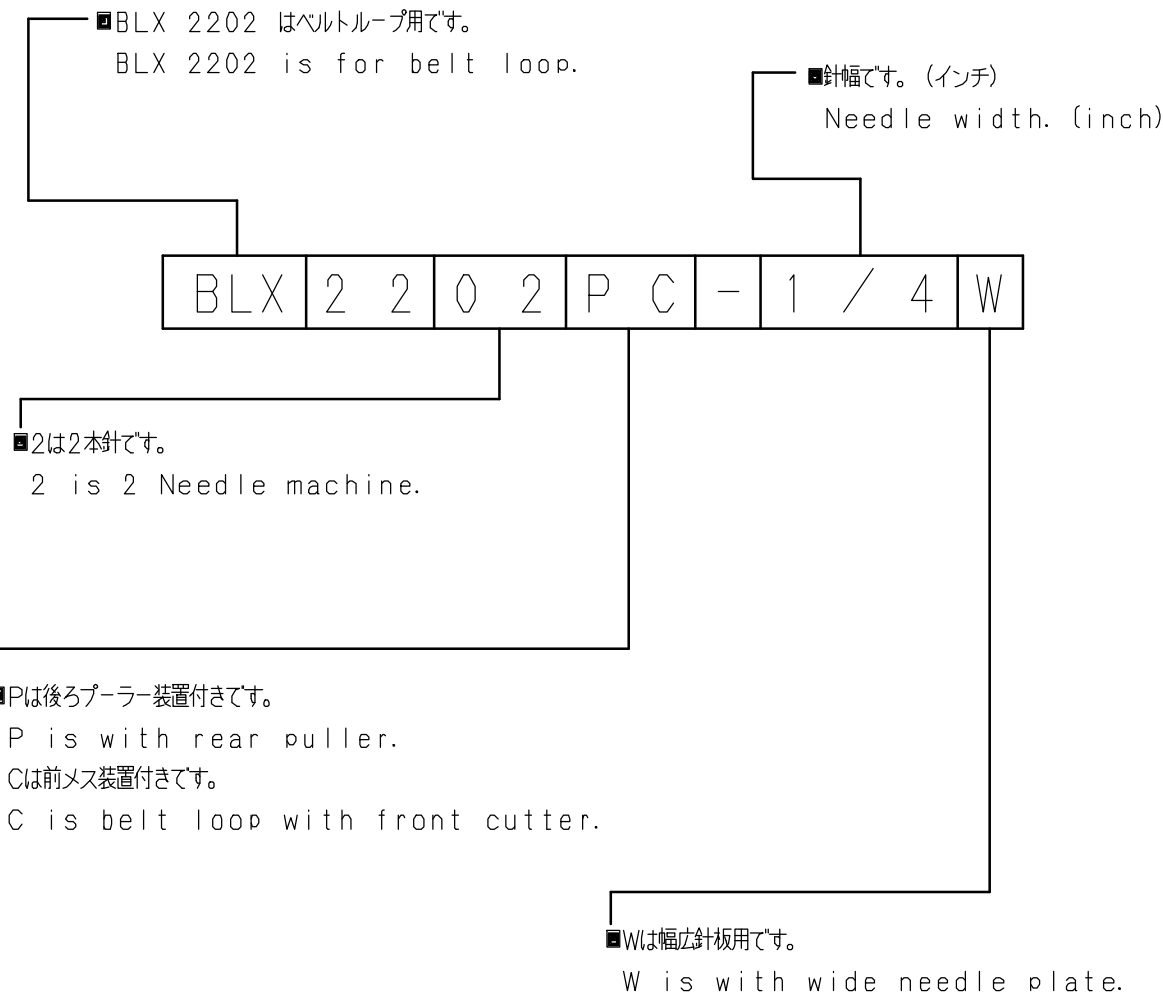 BLX 2202 はベルトループ用です。
BLX 2202 is for belt loop.
針幅です。（インチ）
Needle width. (inch)
BLX 2 2 0 2 P C - 1 / 4 W
2は2本針です。
2 is 2 Needle machine.
Pは後ろプーラー装置付きです。
P is with rear puller.
Cは前メス装置付きです。
C is belt loop with front cutter.
Wは幅広針板用です。
W is with wide needle plate.